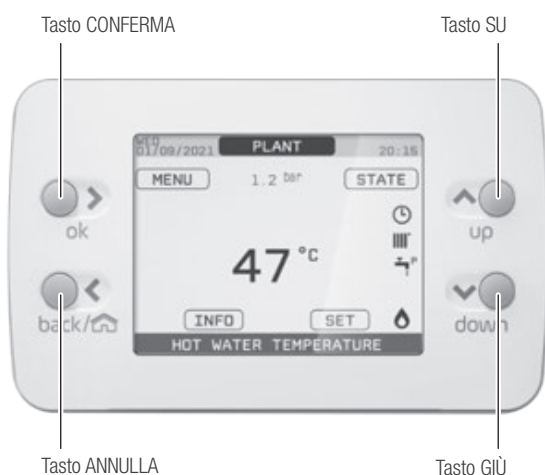 Tasto CONFERMA Tasto SU
WED
01/09/2021 PLANT 20:15
MENU 1.2 bar STATE
ok up
47 °C
P
back/ down
INFO SET
HOT WATER TEMPERATURE
Tasto ANNULLA Tasto GIÙ